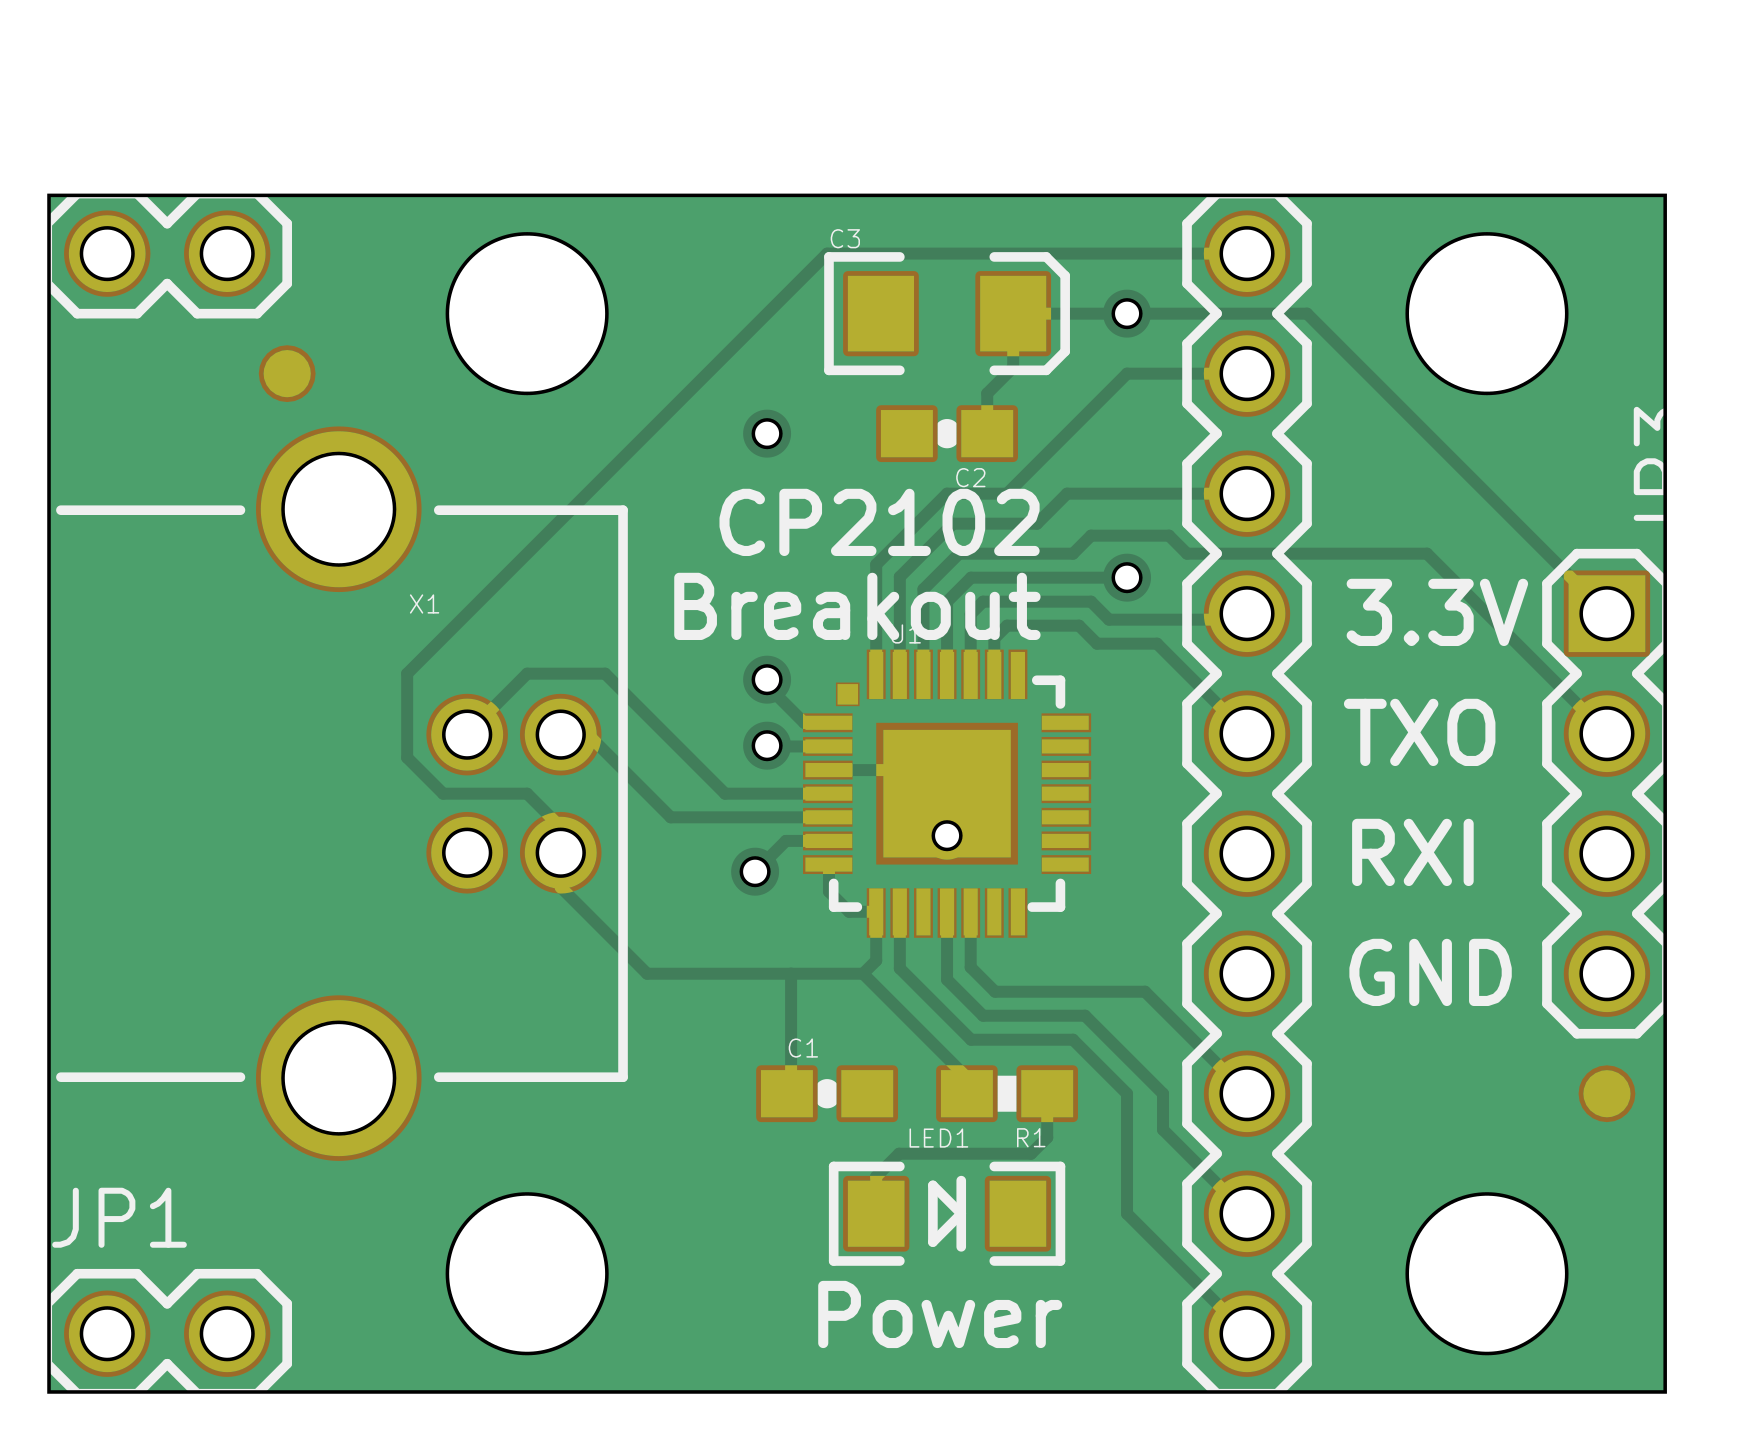 C3
C2
CP2102
Breakout
X1
U1
JP3
3.3V
TXO
RXI
GND
C1
LED1
R1
JP1
Power